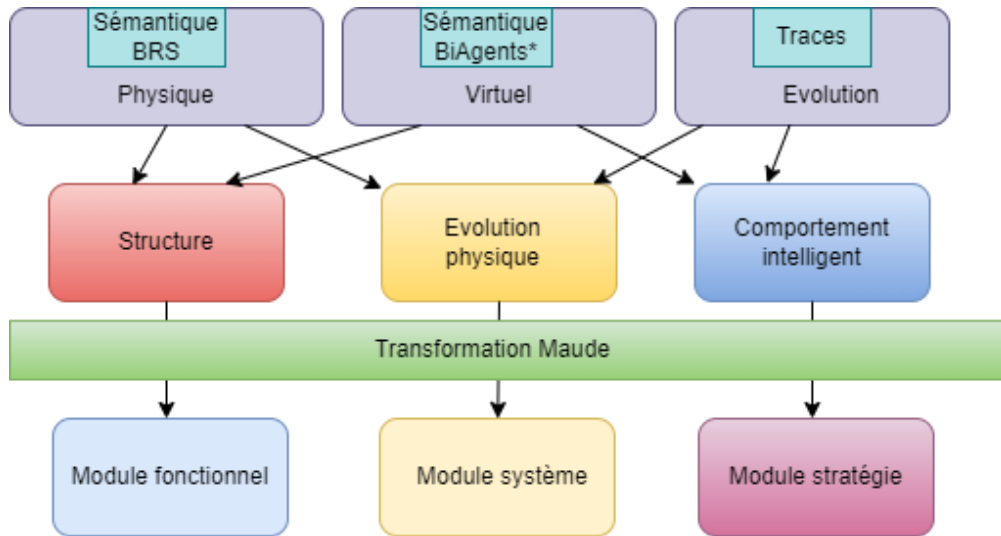 Sémantique
BRS
Physique
Sémantique
BiAgents*
Virtuel
Traces
Evolution
Structure
Evolution
physique
Comportement
intelligent
Transformation Maude
Module fonctionnel
Module système
Module stratégie